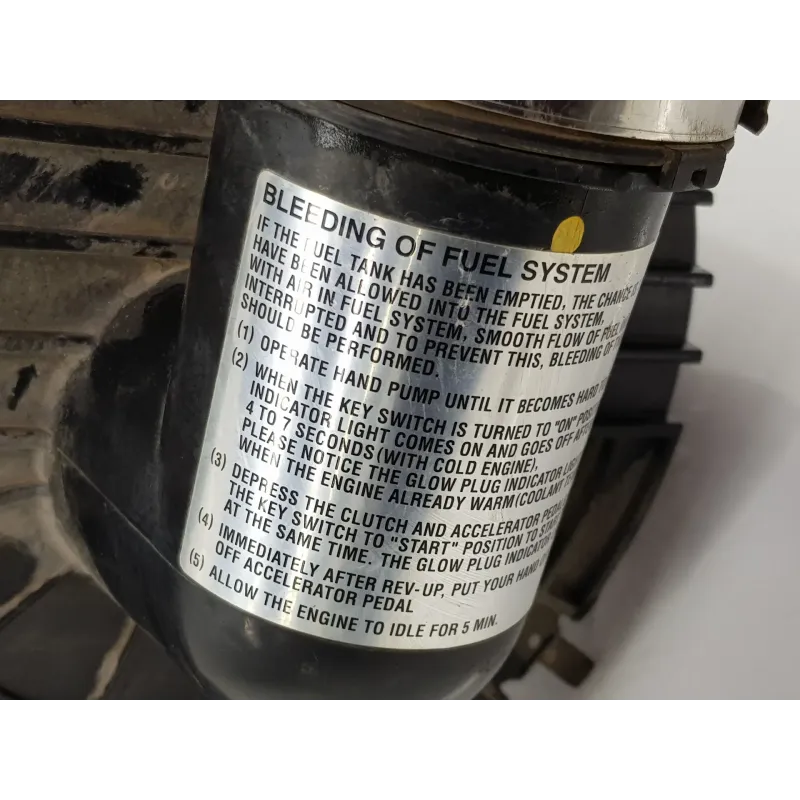 BLEEDING OF FUEL SYSTEM
IF THE FUEL TANK HAS BEEN EMPTIED, THE CHANCE
HAVE BEEN ALLOWED INTO THE FUEL SYSTEM,
WITH AIR IN FUEL SYSTEM, SMOOTH FLOW OF FUEL
INTERRUPTED AND TO PREVENT THIS, BLEEDING OF
SHOULD BE PERFORMED.
(1) OPERATE HAND PUMP UNTIL IT BECOMES HARD
(2) WHEN THE KEY SWITCH IS TURNED TO "ON"
INDICATOR LIGHT COMES ON AND GOES OFF
4 TO 7 SECONDS (WITH COLD ENGINE),
PLEASE NOTICE THE GLOW PLUG INDICATOR
WHEN THE ENGINE ALREADY WARM (COOLANT
(3) DEPRESS THE CLUTCH AND ACCELERATOR
THE KEY SWITCH TO "START" POSITION TO
AT THE SAME TIME. THE GLOW PLUG INDICATOR
(4) IMMEDIATELY AFTER REV-UP, PUT YOUR HAND
OFF ACCELERATOR PEDAL
(5) ALLOW THE ENGINE TO IDLE FOR 5 MIN.